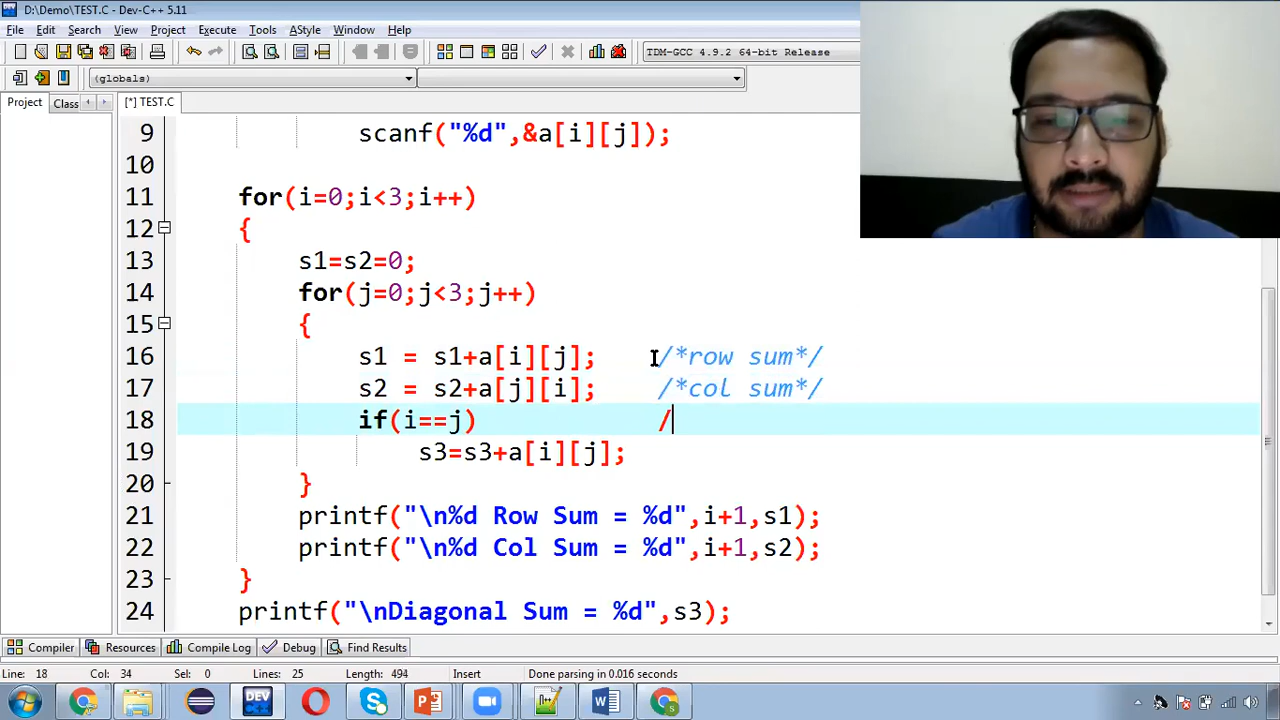 D:\Demo\TEST.C - Dev-C++ 5.11
File Edit Search View Project Execute Tools AStyle Window Help
TDM-GCC 4.9.2 64-bit Release
(globals)
Project Class [*] TEST.C
9 scanf("%d",&a[i][j]);
10
11 for(i=0;i<3;i++)
12 {
13 s1=s2=0;
14 for(j=0;j<3;j++)
15 {
16 s1 = s1+a[i][j]; /*row sum*/
17 s2 = s2+a[j][i]; /*col sum*/
18 if(i==j) /
19 s3=s3+a[i][j];
20 }
21 printf("\n%d Row Sum = %d",i+1,s1);
22 printf("\n%d Col Sum = %d",i+1,s2);
23 }
24 printf("\nDiagonal Sum = %d",s3);
Compiler Resources Compile Log Debug Find Results
Line: 18 Col: 34 Sel: 0 Lines: 25 Length: 494 Insert Done parsing in 0.016 seconds
DEV